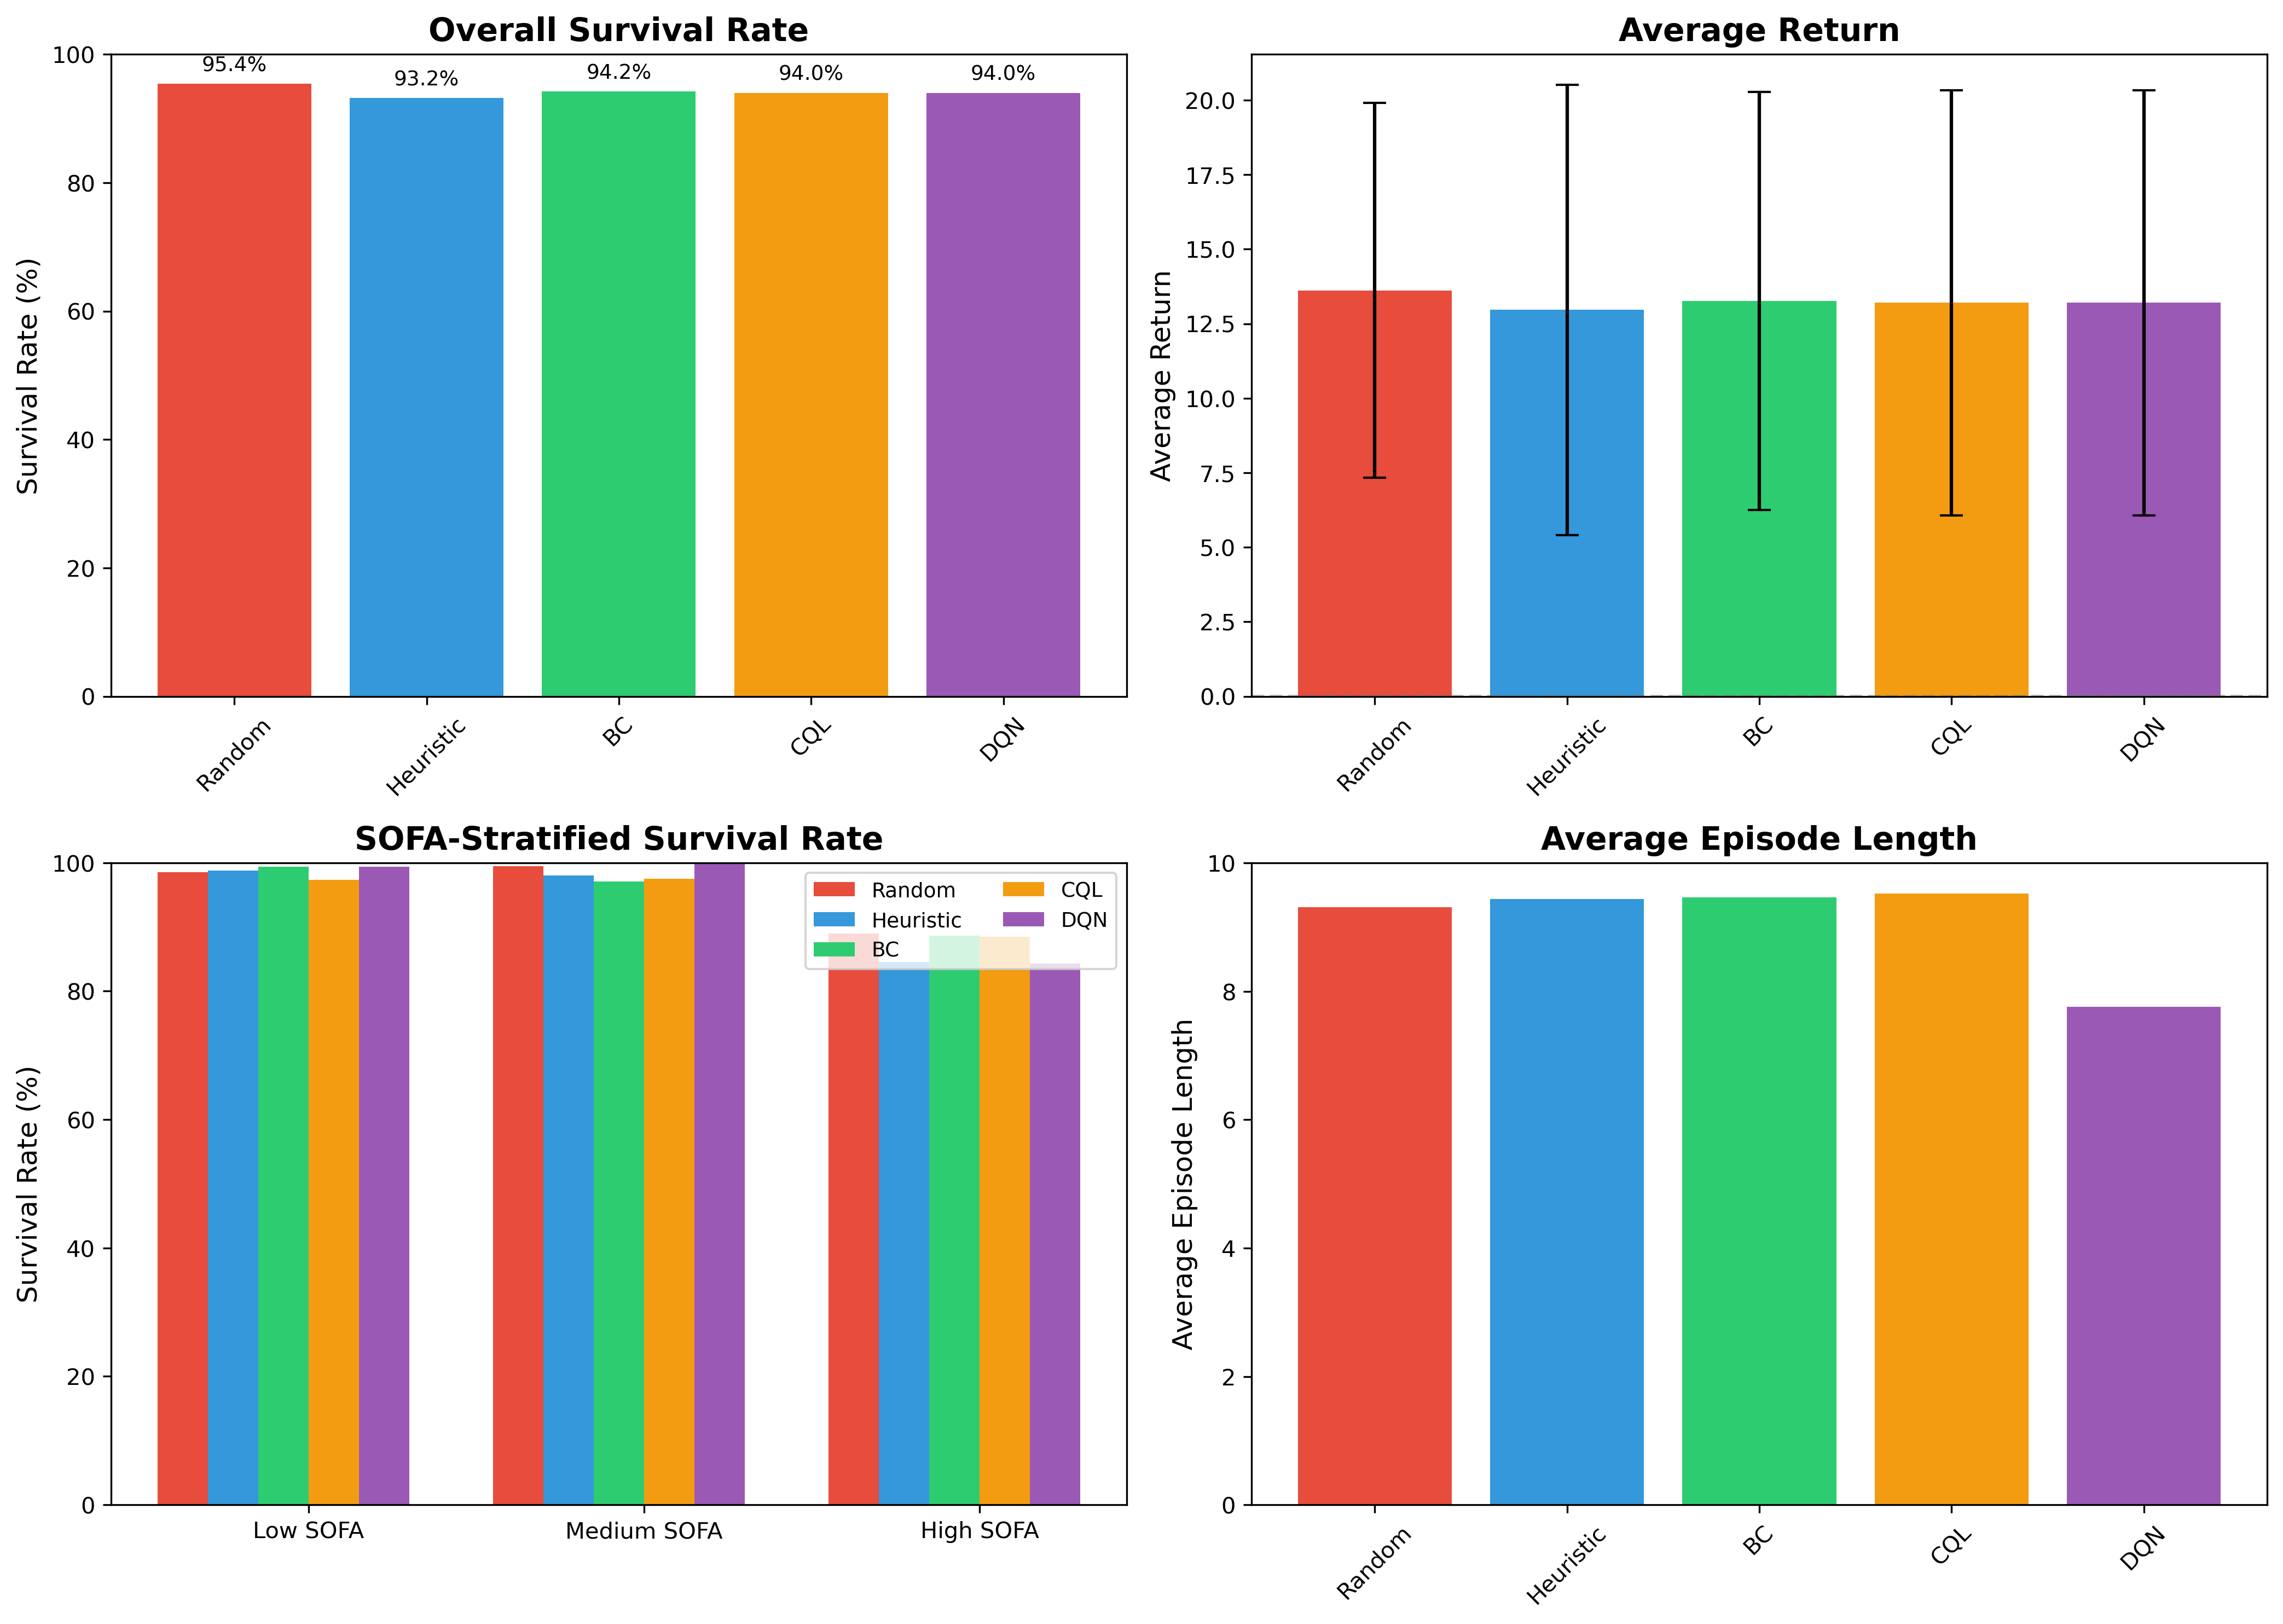 Overall Survival Rate
Survival Rate (%)
100
80
60
40
20
0
95.4%
93.2%
94.2%
94.0%
94.0%
Random
Heuristic
BC
CQL
DQN
Average Return
Average Return
20.0
17.5
15.0
12.5
10.0
7.5
5.0
2.5
0.0
Random
Heuristic
BC
CQL
DQN
SOFA-Stratified Survival Rate
Survival Rate (%)
100
80
60
40
20
0
Random
Heuristic
BC
CQL
DQN
Low SOFA
Medium SOFA
High SOFA
Average Episode Length
Average Episode Length
10
8
6
4
2
0
Random
Heuristic
BC
CQL
DQN